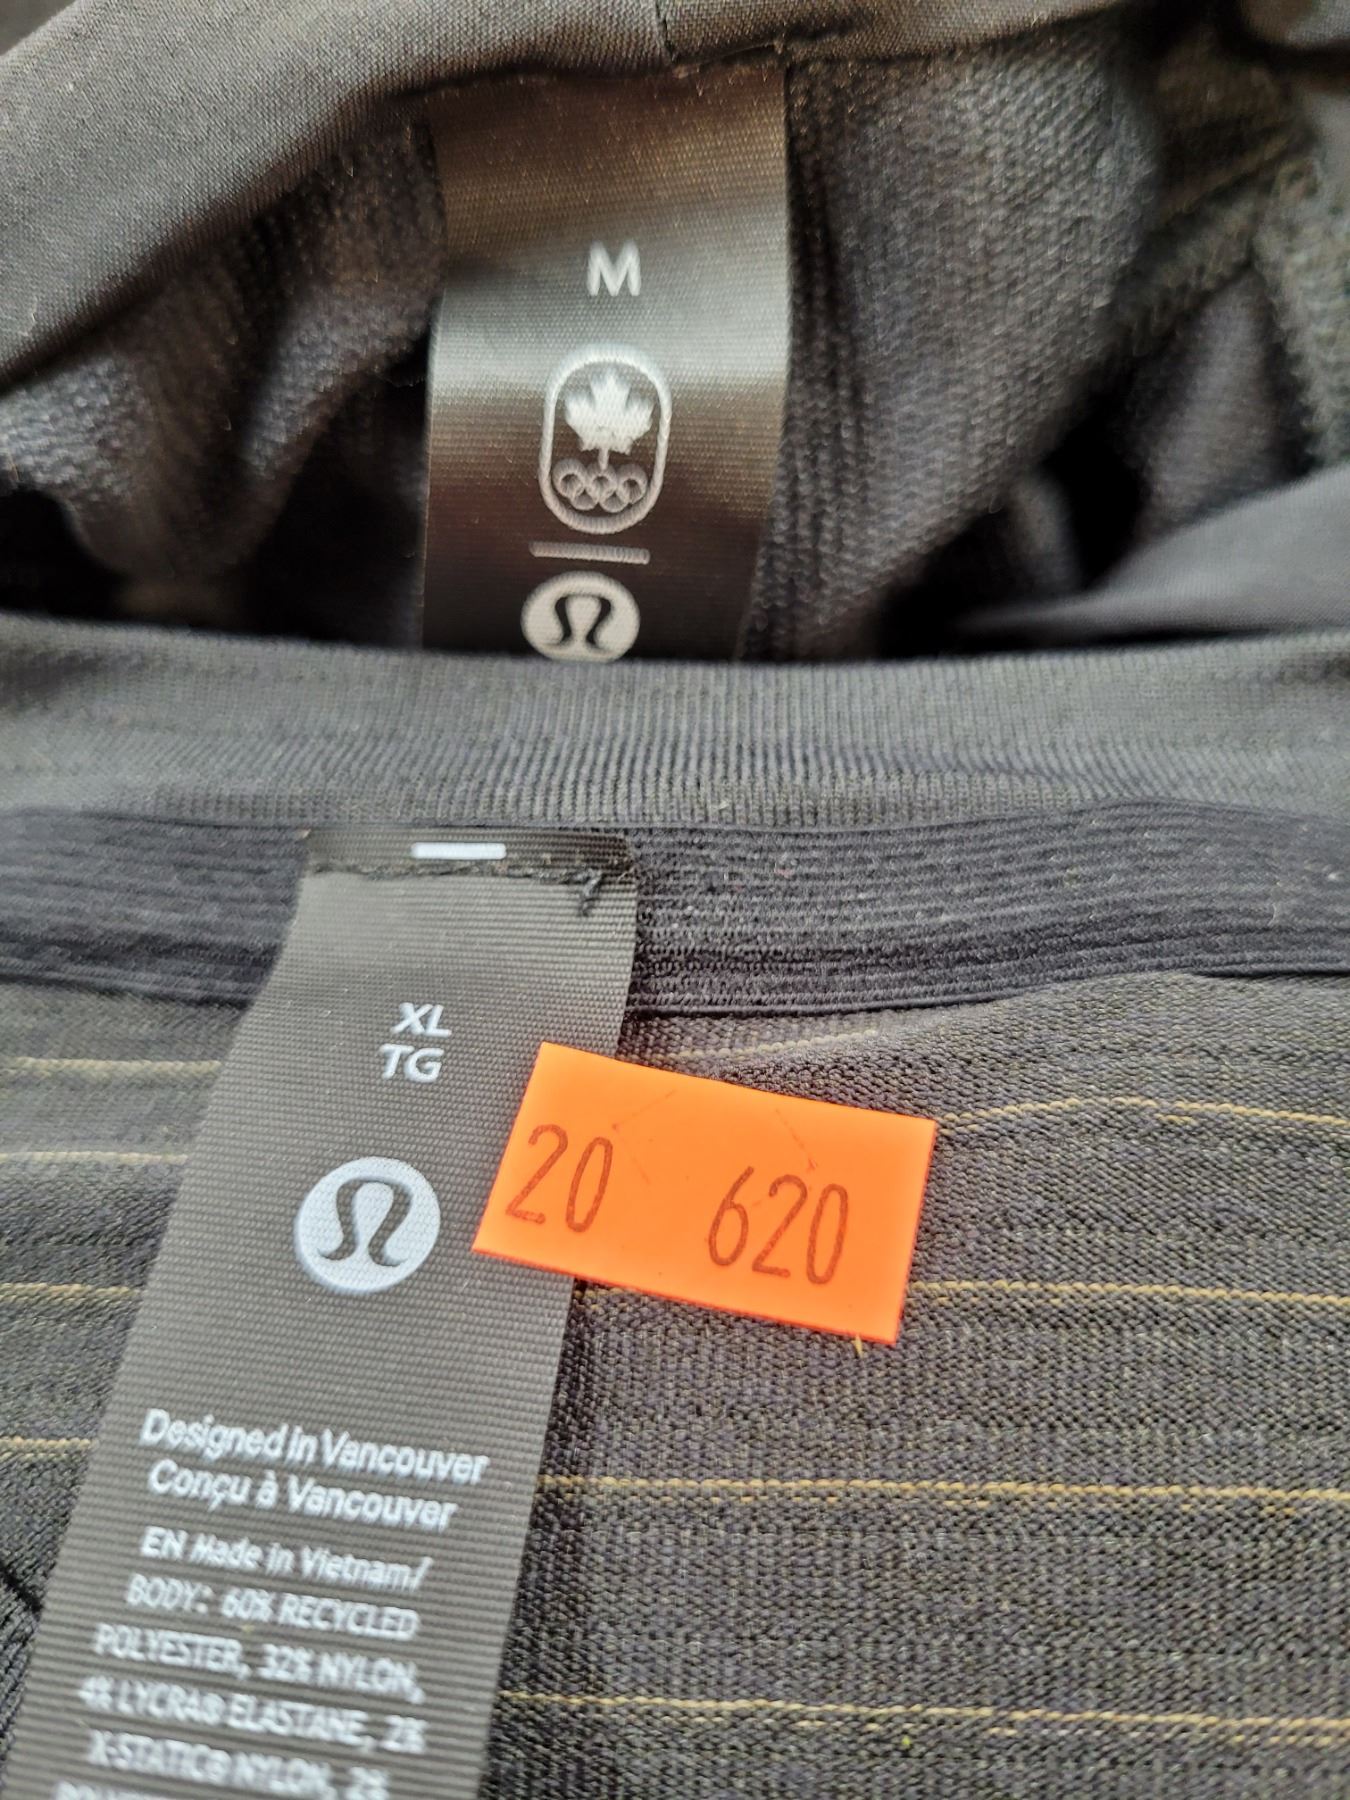 M
XL
TG
20 620
Designed in Vancouver
Conçu à Vancouver
EN Made in Vietnam/
BODY: 60% RECYCLED
POLYESTER, 32% NYLON,
4% LYCRA® ELASTANE, 2%
X-STATIC® NYLON, 2%